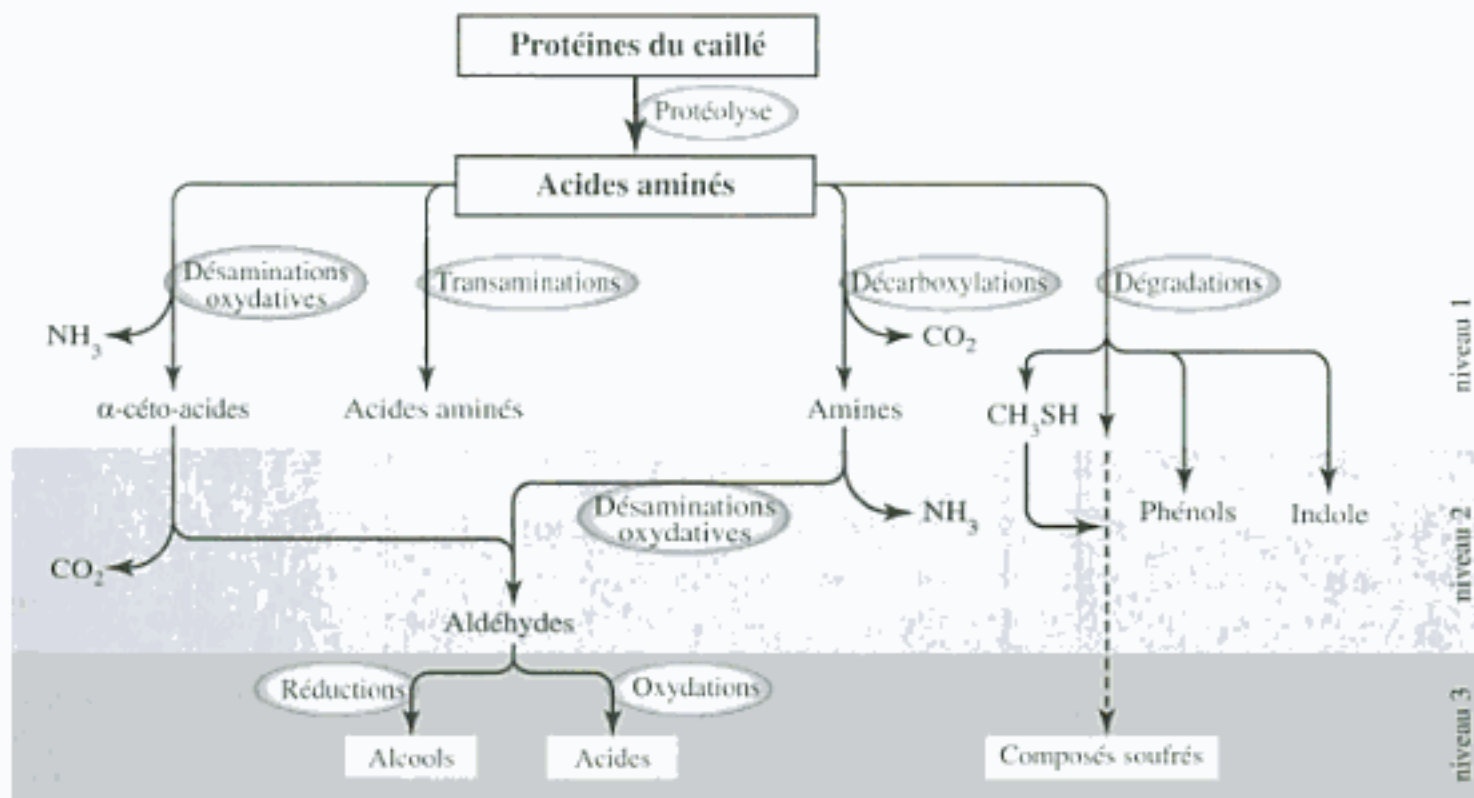 Protéines du caillé
Protéolyse
Acides aminés
Désaminations
oxydatives
Transaminations
Décarboxylations
Dégradations
NH₃
CO₂
α-céto-acides
Acides aminés
Amines
CH₃SH
niveau 1
Désaminations
oxydatives
NH₃
Phénols
Indole
CO₂
Aldéhydes
niveau 2
Réductions
Oxydations
Alcools
Acides
Composés soufrés
niveau 3